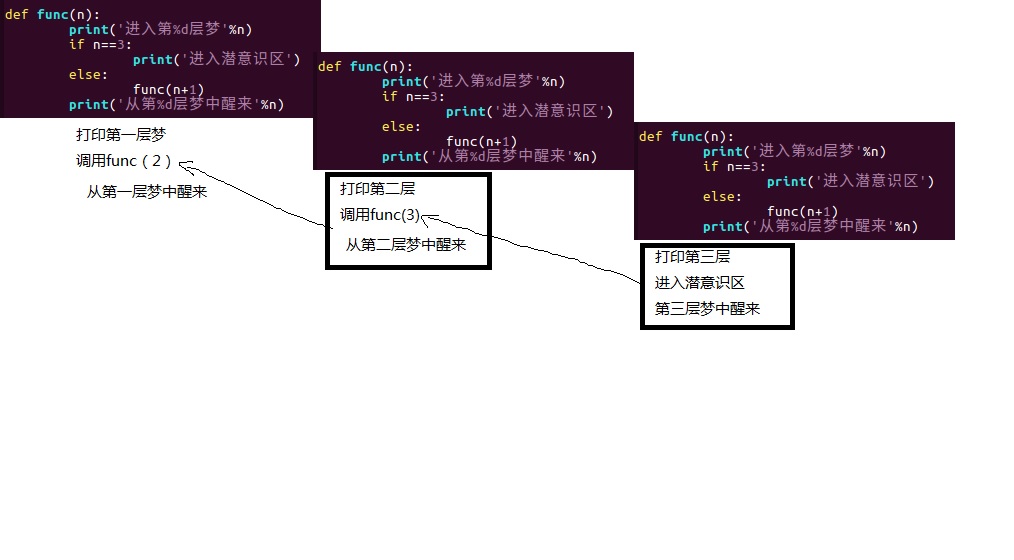 def func(n):
print('进入第%d层梦'%n)
if n==3:
print('进入潜意识区')
else:
func(n+1)
print('从第%d层梦中醒来'%n)
打印第一层梦
调用func（2）
从第一层梦中醒来
def func(n):
print('进入第%d层梦'%n)
if n==3:
print('进入潜意识区')
else:
func(n+1)
print('从第%d层梦中醒来'%n)
打印第二层
调用func(3)
从第二层梦中醒来
def func(n):
print('进入第%d层梦'%n)
if n==3:
print('进入潜意识区')
else:
func(n+1)
print('从第%d层梦中醒来'%n)
打印第三层
进入潜意识区
第三层梦中醒来